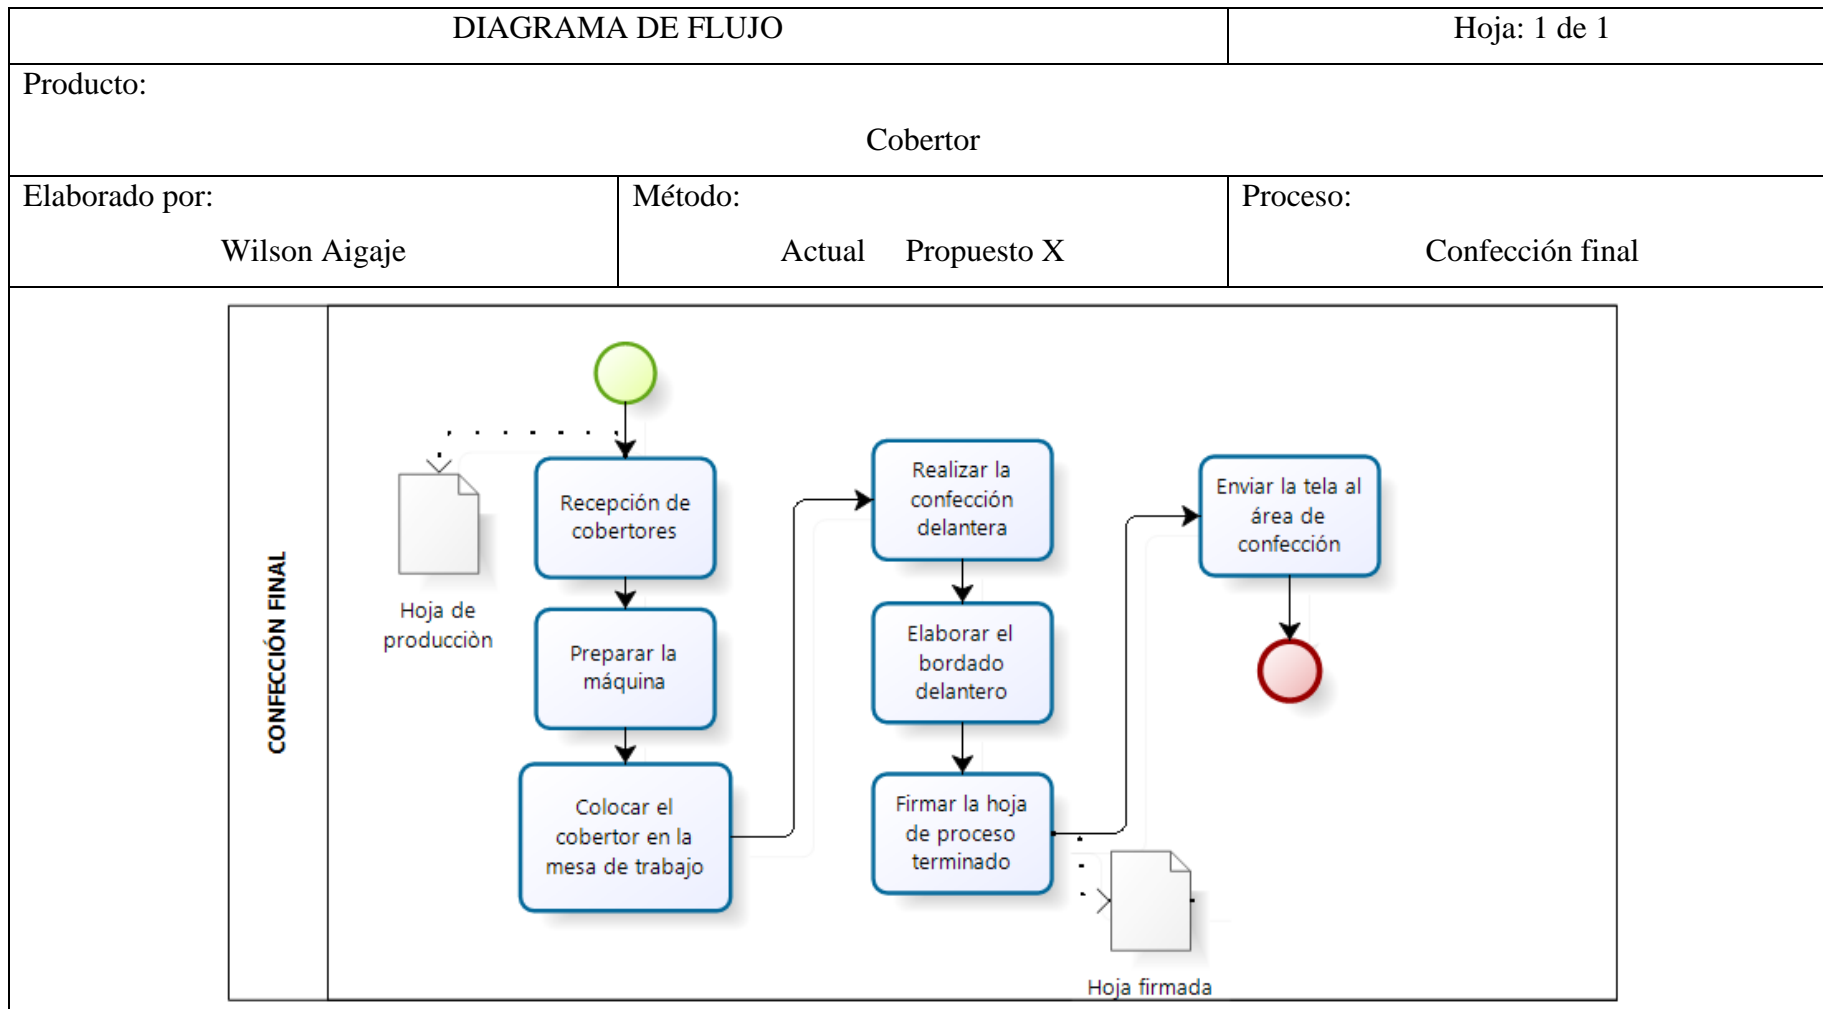 DIAGRAMA DE FLUJO
Hoja: 1 de 1
Producto:
Cobertor
Elaborado por:
Wilson Aigaje
Método:
Actual Propuesto X
Proceso:
Confección final
CONFECCIÓN FINAL
Hoja de
producciòn
Recepción de
cobertores
Preparar la
máquina
Colocar el
cobertor en la
mesa de trabajo
Realizar la
confección
delantera
Elaborar el
bordado
delantero
Firmar la hoja
de proceso
terminado
Hoja firmada
Enviar la tela al
área de
confección